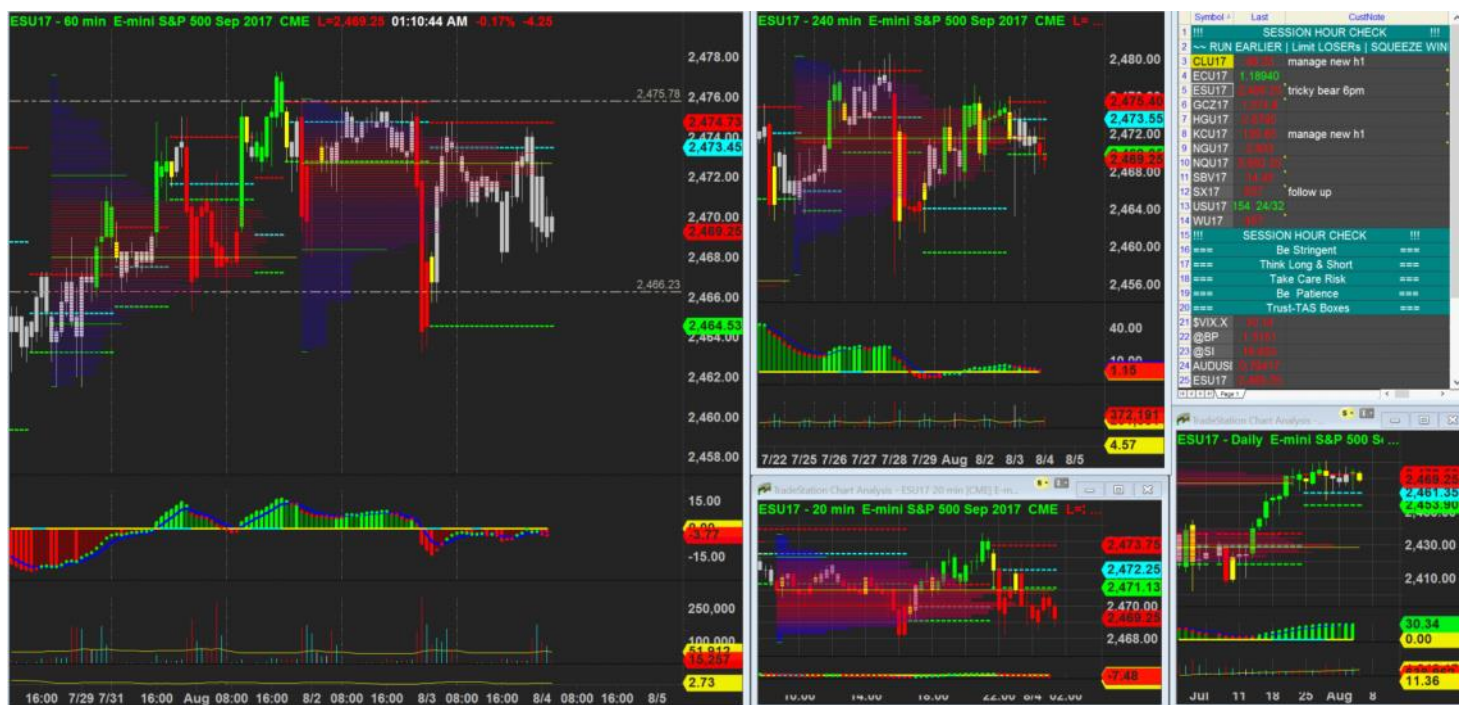 ESU17 - 60 min E-mini S&P 500 Sep 2017 CME L=2,469.25 01:10:44 AM -0.17% -4.25
2,478.00
2,476.00
2,475.78
2,474.73
2,474.00
2,473.45
2,472.00
2,470.00
2,469.25
2,468.00
2,466.23
2,466.00
2,464.53
2,464.00
2,462.00
2,460.00
2,458.00
15.00
0.00
-3.77
-15.00
250,000
100,000
51,912
15,257
2.73
16:00 7/29 7/31 16:00 Aug 08:00 16:00 8/2 08:00 16:00 8/3 08:00 16:00 8/4 08:00 16:00 8/5
ESU17 - 240 min E-mini S&P 500 Sep 2017 CME L= ...
2,480.00
2,475.40
2,473.55
2,472.00
2,469.25
2,468.00
2,464.00
2,460.00
2,456.00
40.00
10.00
1.15
372,191
4.57
7/22 7/25 7/26 7/27 7/28 7/29 Aug 8/2 8/3 8/4 8/5
TradeStation Chart Analysis - ESU17 20 min [CME] E-m...
ESU17 - 20 min E-mini S&P 500 Sep 2017 CME L=: ...
2,473.75
2,472.25
2,471.13
2,470.00
2,469.25
2,468.00
-7.48
10:00 14:00 18:00 22:00 8/4 02:00
Symbol Last CustNote
1 !!! SESSION HOUR CHECK !!!
2 ~~ RUN EARLIER | Limit LOSERs | SQUEEZE WIN
3 CLU17 manage new h1
4 ECU17 1.18940
5 ESU17 tricky bear 6pm
6 GCZ17
7 HGU17
8 KCU17 manage new h1
9 NGU17
10 NQU17
11 SBV17
12 SX17 follow up
13 USU17 154 24/32
14 WU17
15 !!! SESSION HOUR CHECK !!!
16 === Be Stringent ===
17 === Think Long & Short ===
18 === Take Care Risk ===
19 === Be Patience ===
20 === Trust-TAS Boxes ===
21 $VIX.X
22 @BP
23 @SI
24 AUDUSI
25 ESU17
Page 1
TradeStation Chart Analysis - ...
ESU17 - Daily E-mini S&P 500 S‹ ...
2,469.25
2,461.35
2,453.90
2,430.00
2,410.00
30.34
0.00
11.36
Jul 11 18 25 Aug 8